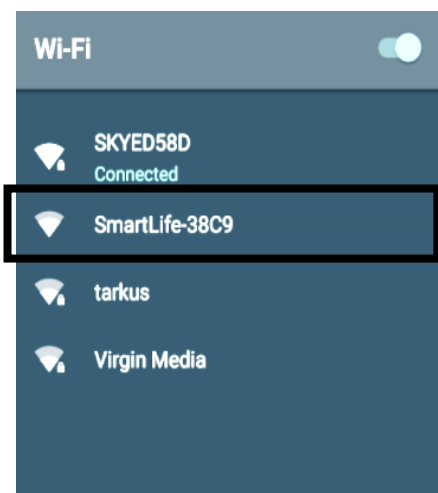 Wi-Fi
SKYED58D
Connected
SmartLife-38C9
tarkus
Virgin Media